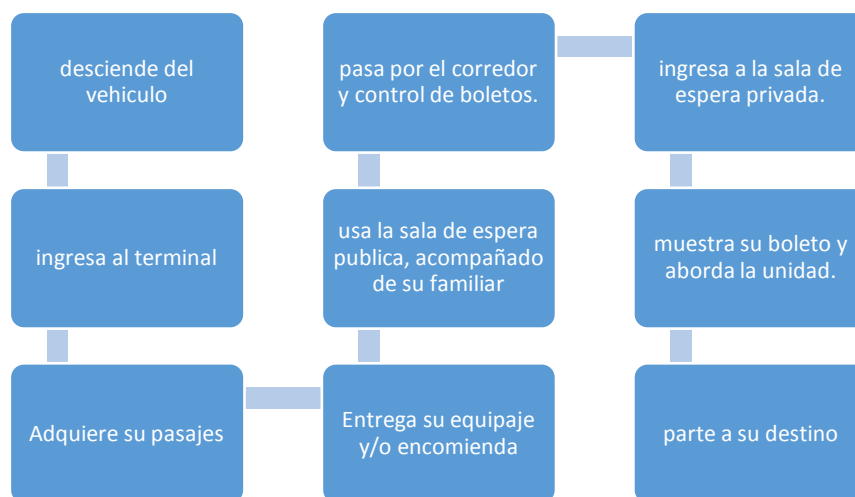 desciende del
vehiculo
ingresa al terminal
Adquiere su pasajes
Entrega su equipaje
y/o encomienda
usa la sala de espera
publica, acompañado
de su familiar
pasa por el corredor
y control de boletos.
ingresa a la sala de
espera privada.
muestra su boleto y
aborda la unidad.
parte a su destino